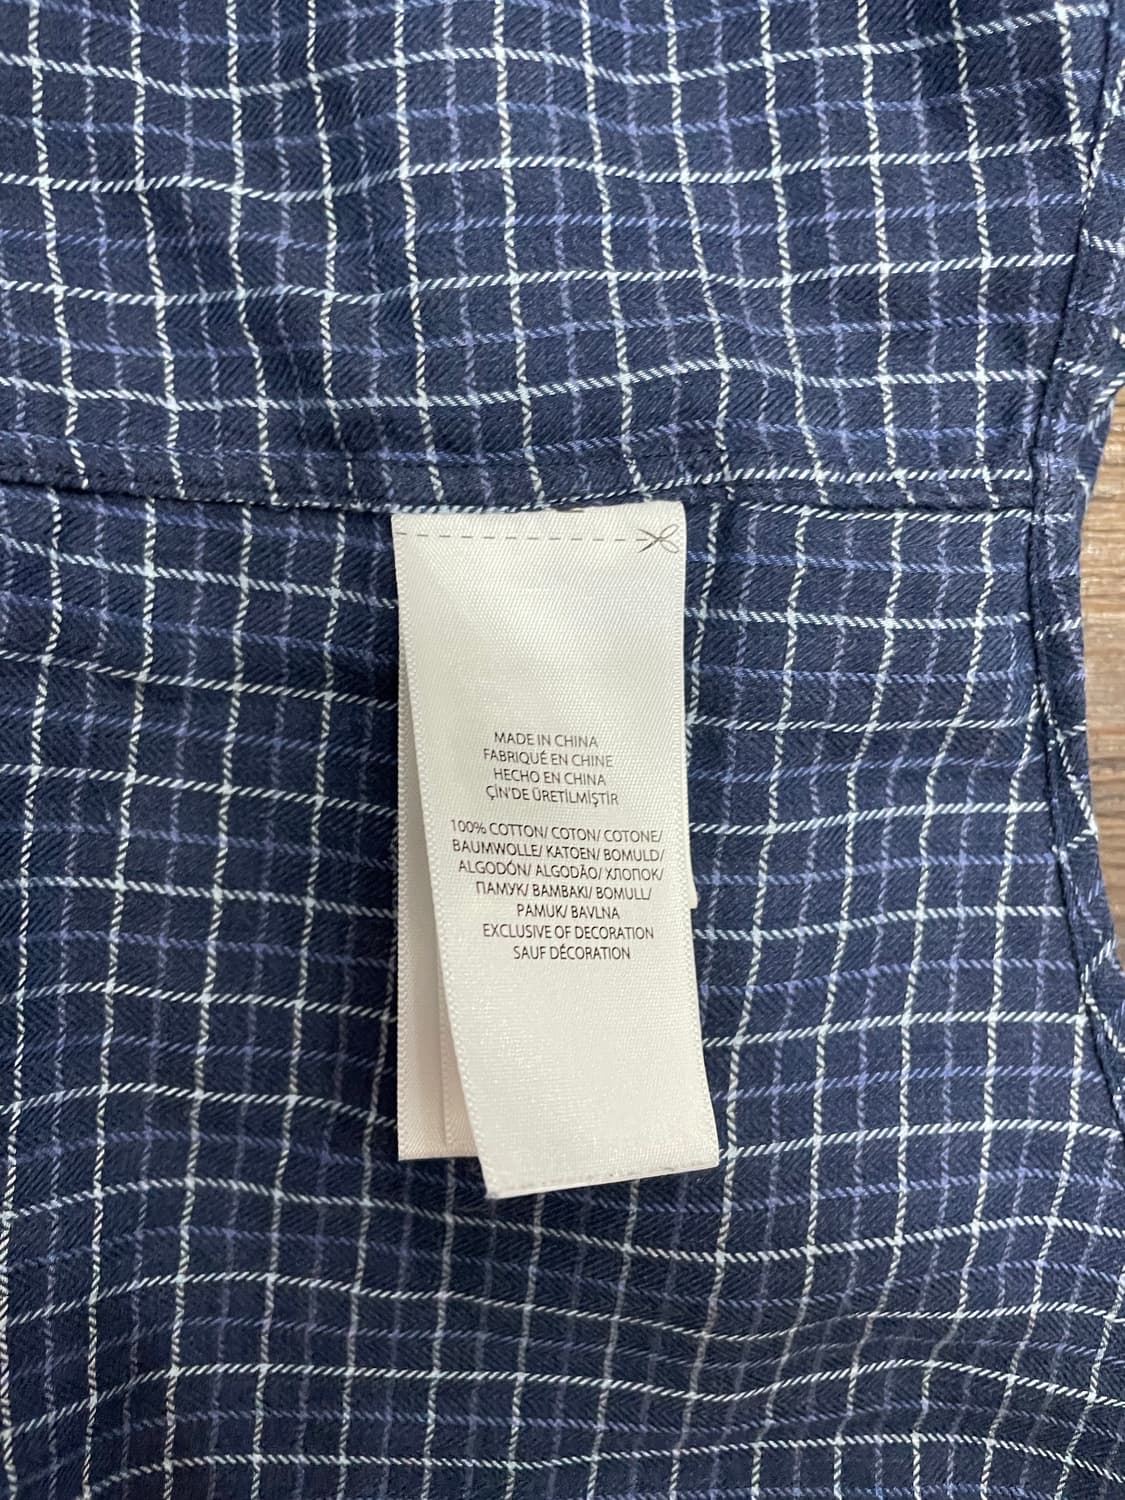 MADE IN CHINA
FABRIQUÉ EN CHINE
HECHO EN CHINA
ÇİN'DE ÜRETİLMİŞTİR
100% COTTON/ COTON/ COTONE/
BAUMWOLLE/ KATOEN/ BOMULD/
ALGODÓN/ ALGODÃO/ ХЛОПОК/
ПАМУК/ BAMBAKI/ BOMULL/
PAMUK/ BAVLNA
EXCLUSIVE OF DECORATION
SAUF DÉCORATION